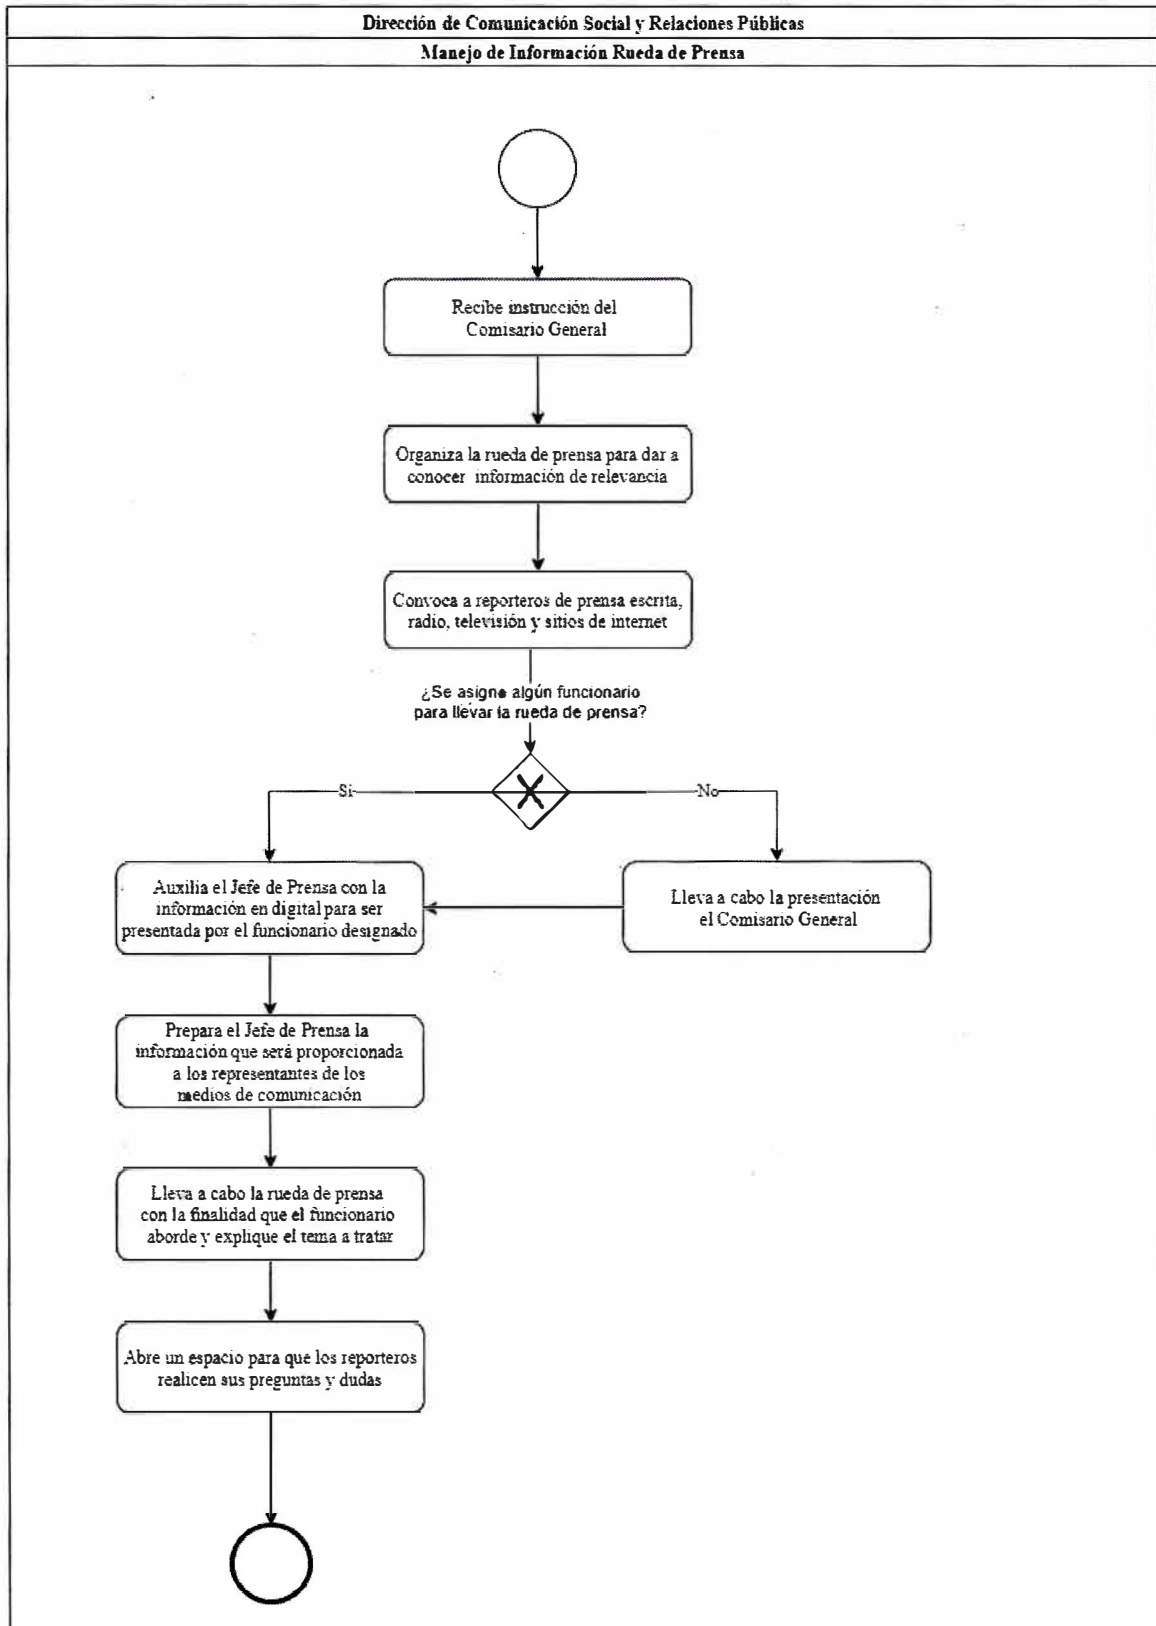 Dirección de Comunicación Social y Relaciones Públicas
Manejo de Información Rueda de Prensa
Recibe instrucción del
Comisario General
Organiza la rueda de prensa para dar a
conocer información de relevancia
Convoca a reporteros de prensa escrita,
radio, televisión y sitios de internet
¿Se asigne algún funcionario
para llevar la rueda de prensa?
Si
No
Auxilia el Jefe de Prensa con la
información en digital para ser
presentada por el funcionario designado
Lleva a cabo la presentación
el Comisario General
Prepara el Jefe de Prensa la
información que será proporcionada
a los representantes de los
medios de comunicación
Lleva a cabo la rueda de prensa
con la finalidad que el funcionario
aborde y explique el tema a tratar
Abre un espacio para que los reporteros
realicen sus preguntas y dudas